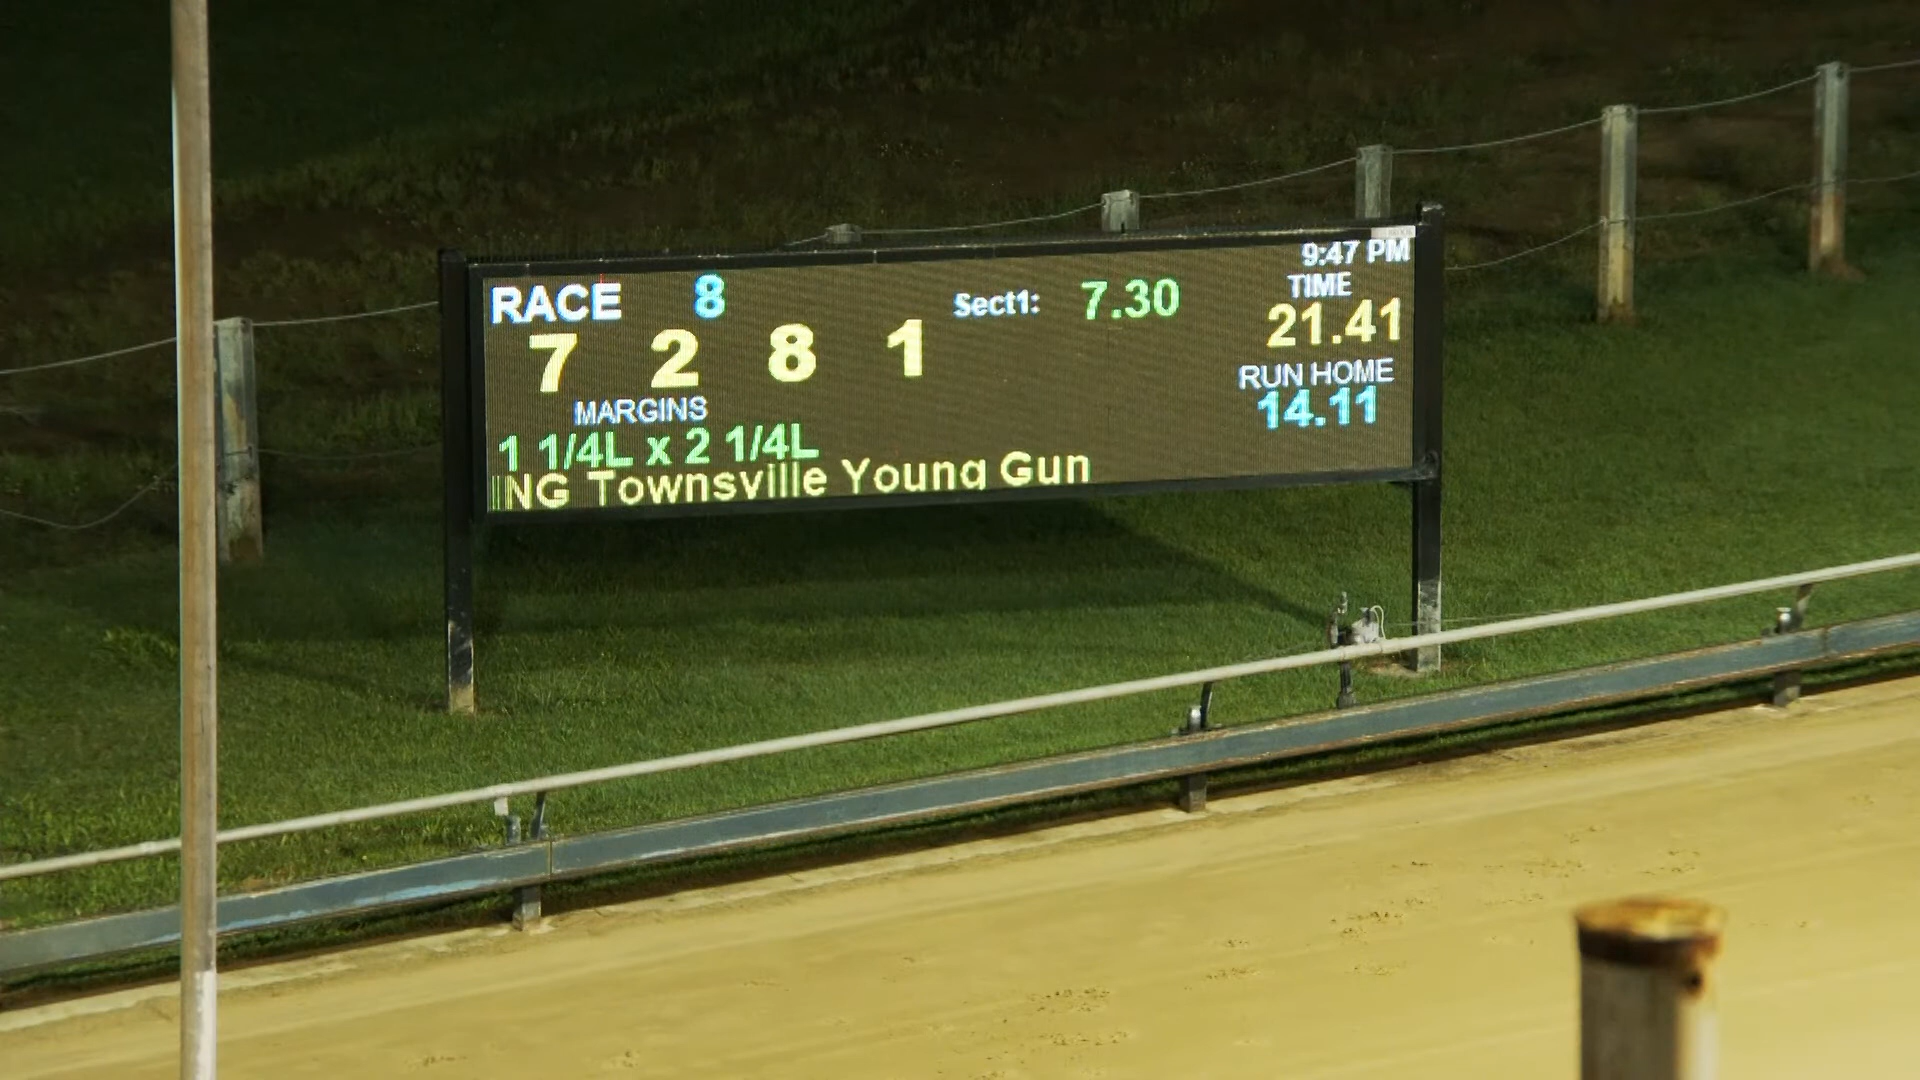 9:47 PM
RACE 8 Sect1: 7.30 TIME
7 2 8 1 21.41
RUN HOME
MARGINS 14.11
1 1/4L x 2 1/4L
NG Townsville Young Gun